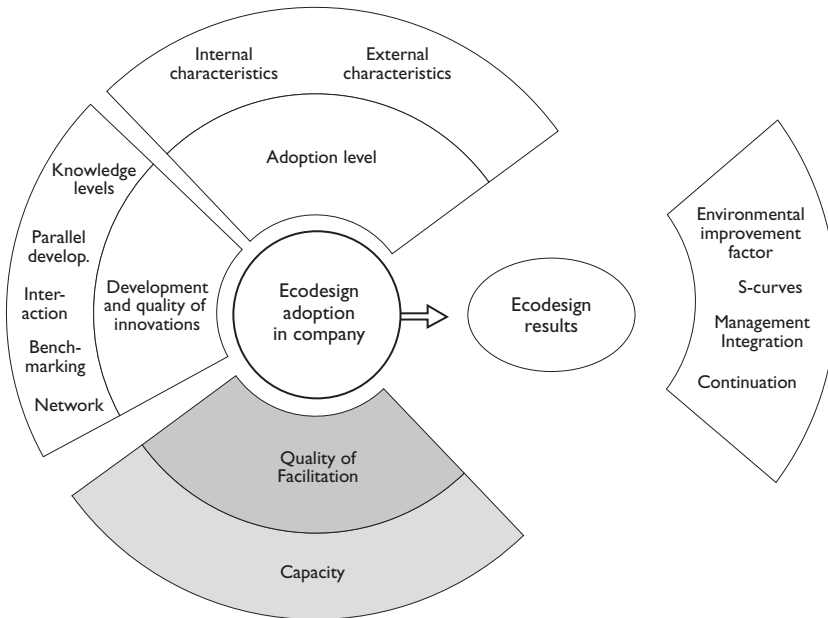 Internal
characteristics
External
characteristics
Adoption level
Knowledge
levels
Parallel
develop.
Inter-
action
Bench-
marking
Network
Development
and quality of
innovations
Ecodesign
adoption
in company
Ecodesign
results
Environmental
improvement
factor
S-curves
Management
Integration
Continuation
Quality of
Facilitation
Capacity